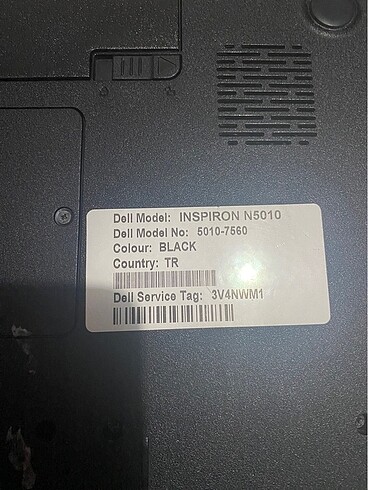 Dell Model: INSPIRON N5010
Dell Model No: 5010-7560
Colour: BLACK
Country: TR
Dell Service Tag: 3V4NWM1